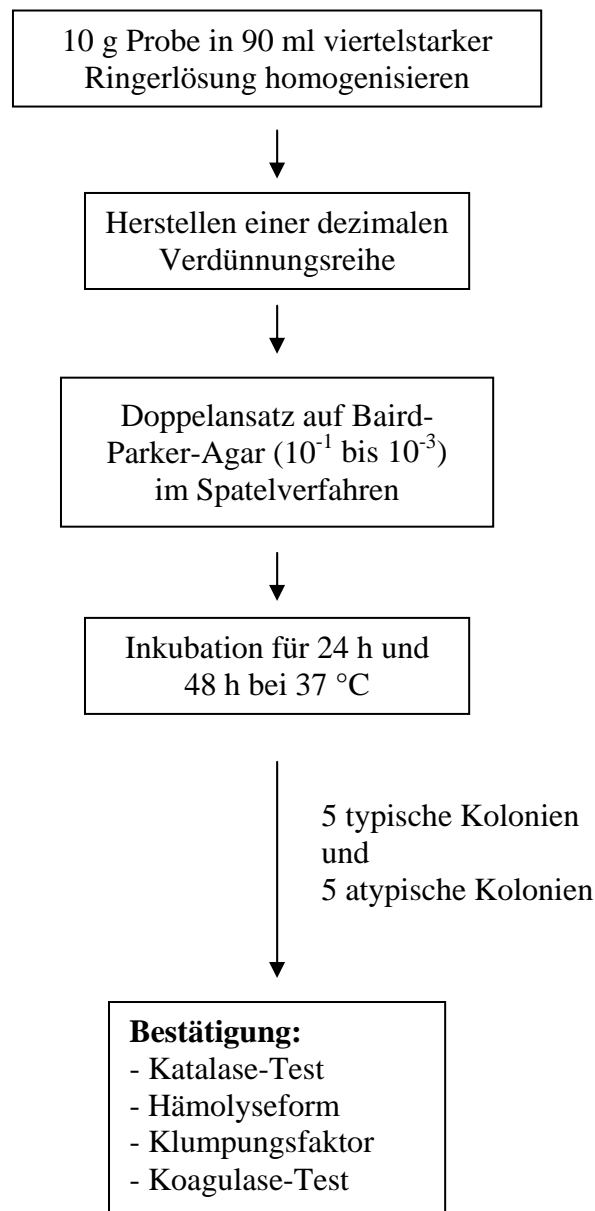 10 g Probe in 90 ml viertelstarker
Ringerlösung homogenisieren
Herstellen einer dezimalen
Verdünnungsreihe
Doppelansatz auf Baird-
Parker-Agar (10⁻¹ bis 10⁻³)
im Spatelverfahren
Inkubation für 24 h und
48 h bei 37 °C
5 typische Kolonien
und
5 atypische Kolonien
Bestätigung:
- Katalase-Test
- Hämolyseform
- Klumpungsfaktor
- Koagulase-Test